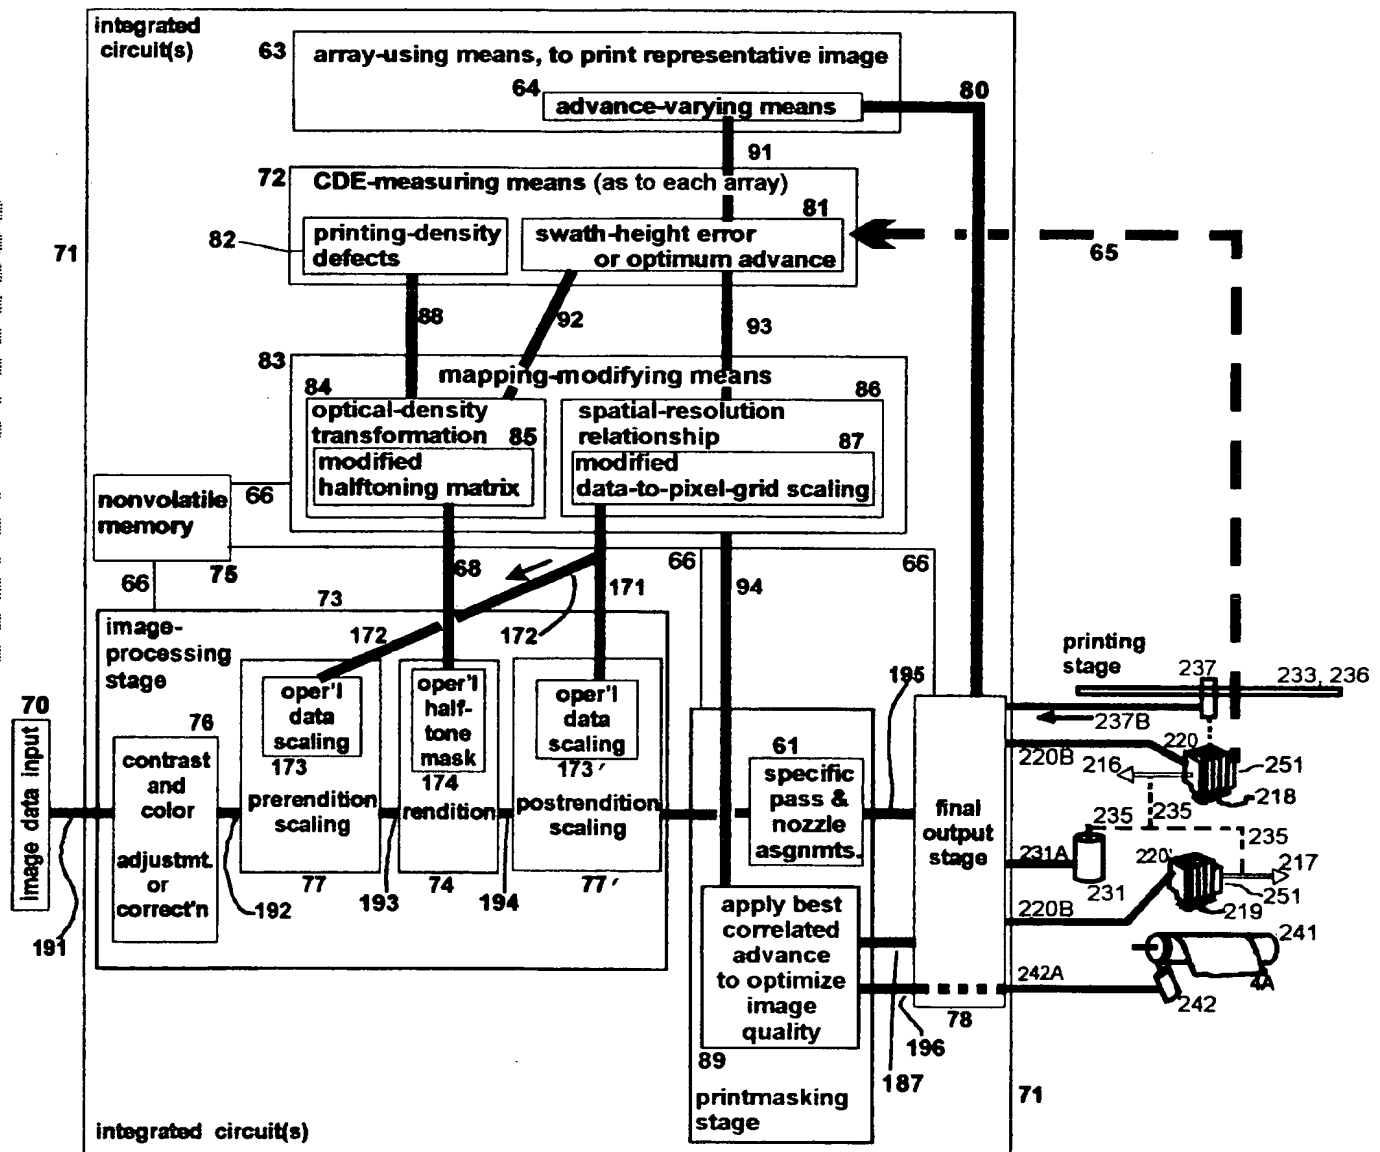 integrated
circuit(s)
63
array-using means, to print representative image
64
advance-varying means
80
91
72
CDE-measuring means (as to each array)
81
82
printing-density
defects
swath-height error
or optimum advance
71
65
88
92
93
83
mapping-modifying means
84
86
optical-density
transformation
85
spatial-resolution
relationship
87
modified
halftoning matrix
modified
data-to-pixel-grid scaling
nonvolatile
memory
66
75
66
68
172
171
66
94
66
73
image-
processing
stage
172
printing
stage
237
233, 236
237B
70
image data input
76
contrast
and
color
adjustmt.
or
correct'n
oper'l
data
scaling
173
prerendition
scaling
77
oper'l
half-
tone
mask
174
rendition
74
oper'l
data
scaling
173'
postrendition
scaling
77'
195
61
specific
pass &
nozzle
asgnmts.
final
output
stage
220B
220
216
251
218
235
235
235
231A
231
220'
217
251
219
220B
191
192
193
194
apply best
correlated
advance
to optimize
image
quality
89
241
242A
242
4A
78
196
187
71
printmasking
stage
integrated circuit(s)